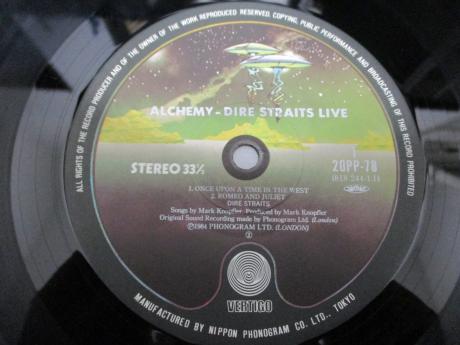 ALL RIGHTS OF THE RECORD PRODUCER AND OF THE OWNER OF THE WORK REPRODUCED RESERVED. COPYING, PUBLIC PERFORMANCE AND BROADCASTING OF THIS RECORD PROHIBITED
ALCHEMY-DIRE STRAITS LIVE
STEREO 33⅓
1
20PP-78
1. ONCE UPON A TIME IN THE WEST
2. ROMEO AND JULIET
DIRE STRAITS
Songs by Mark Knopfler, Produced by Mark Knopfler
Original Sound Recording made by Phonogram Ltd. (London)
Ⓟ1984 PHONOGRAM LTD. (LONDON)
VERTIGO
MANUFACTURED BY NIPPON PHONOGRAM CO. LTD., TOKYO